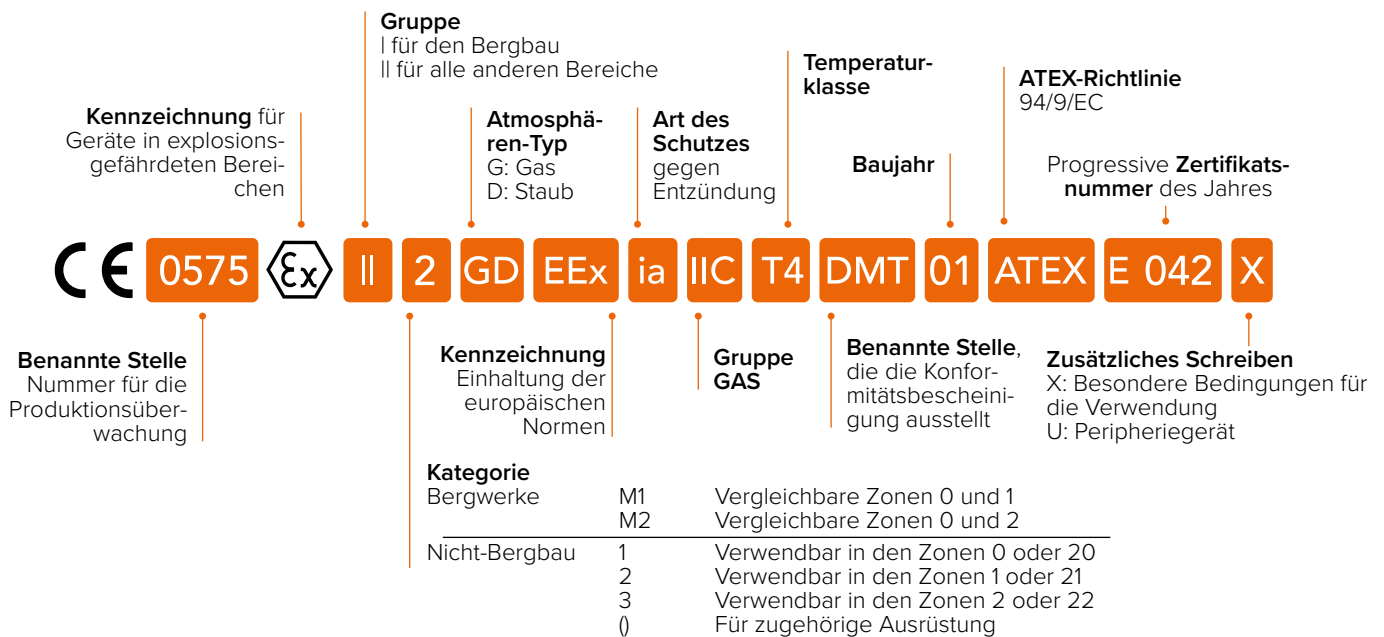 Gruppe
I für den Bergbau
II für alle anderen Bereiche
Kennzeichnung für
Geräte in explosions-
gefährdeten Berei-
chen
Atmosphä-
ren-Typ
G: Gas
D: Staub
Art des
Schutzes
gegen
Entzündung
Temperatur-
klasse
Baujahr
ATEX-Richtlinie
94/9/EC
Progressive Zertifikats-
nummer des Jahres
CE 0575 Ex II 2 GD EEx ia IIC T4 DMT 01 ATEX E 042 X
Benannte Stelle
Nummer für die
Produktionsüber-
wachung
Kennzeichnung
Einhaltung der
europäischen
Normen
Gruppe
GAS
Benannte Stelle,
die die Konfor-
mitätsbescheini-
gung ausstellt
Zusätzliches Schreiben
X: Besondere Bedingungen für
die Verwendung
U: Peripheriegerät
Kategorie
Bergwerke M1 Vergleichbare Zonen 0 und 1
M2 Vergleichbare Zonen 0 und 2
Nicht-Bergbau 1 Verwendbar in den Zonen 0 oder 20
2 Verwendbar in den Zonen 1 oder 21
3 Verwendbar in den Zonen 2 oder 22
() Für zugehörige Ausrüstung